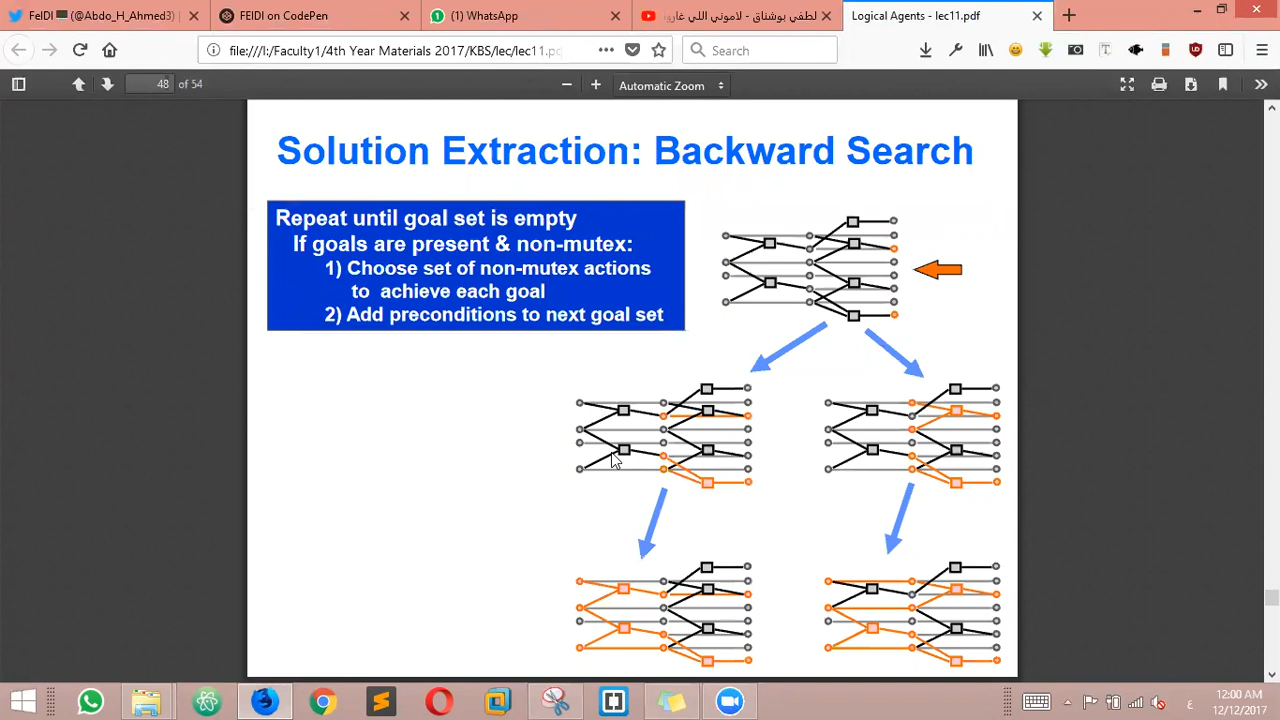 FeIDI 💻 (@Abdo_H_Ahmed3) |
FEIDI on CodePen
(1) WhatsApp
لطفي بوشناق - لاموني اللي غارو
Logical Agents - lec11.pdf
file:///I:/Faculty1/4th Year Materials 2017/KBS/lec/lec11.pd
Search
48 of 54
Automatic Zoom
Solution Extraction: Backward Search
Repeat until goal set is empty
If goals are present & non-mutex:
1) Choose set of non-mutex actions
to achieve each goal
2) Add preconditions to next goal set
ع
12:00 AM
12/12/2017